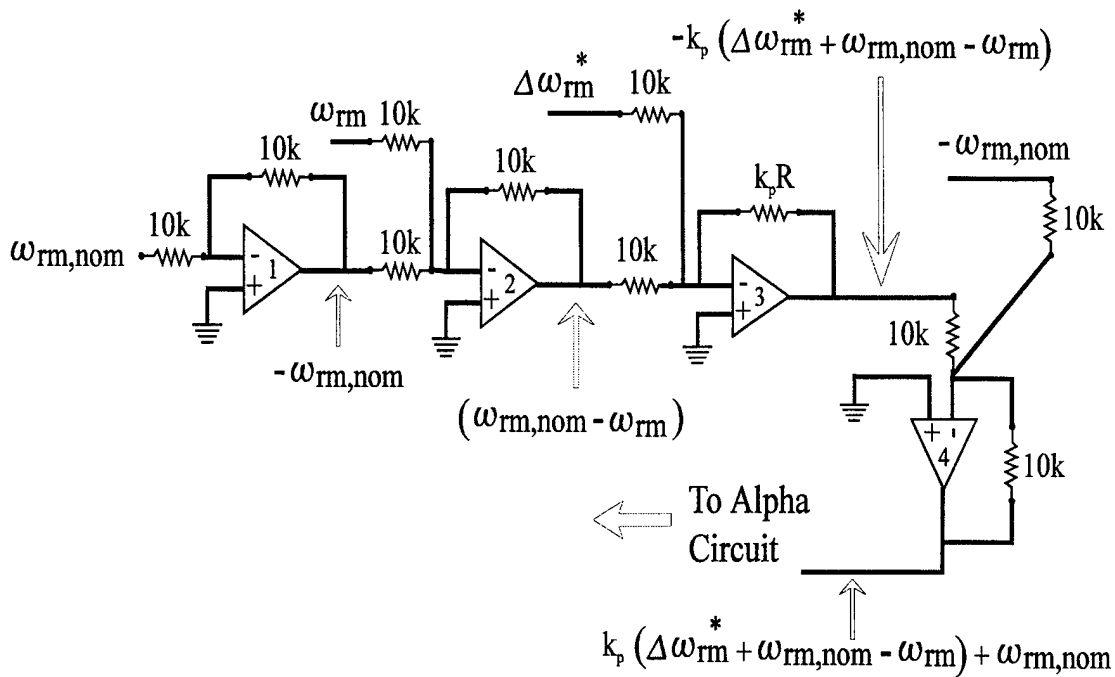 -kₚ (Δωrm* + ωrm,nom - ωrm)
Δωrm*
10k
ωrm
10k
-ωrm,nom
10k
10k
kₚR
10k
10k
ωrm,nom
10k
10k
-
+
1
-
+
2
-
+
3
10k
-ωrm,nom
(ωrm,nom - ωrm)
+
-
4
10k
To Alpha
Circuit
kₚ (Δωrm* + ωrm,nom - ωrm) + ωrm,nom